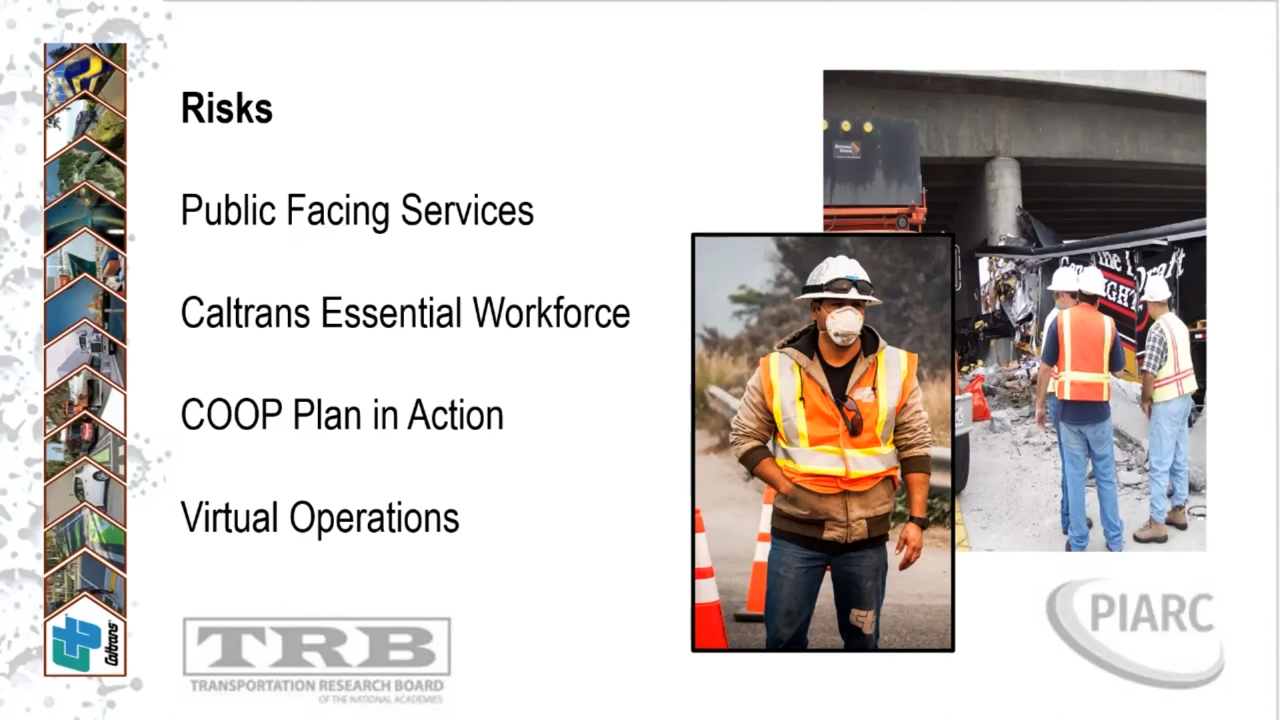 Risks
Public Facing Services
Caltrans Essential Workforce
COOP Plan in Action
Virtual Operations
TRB
TRANSPORTATION RESEARCH BOARD
OF THE NATIONAL ACADEMIES
PIARC
Caltrans